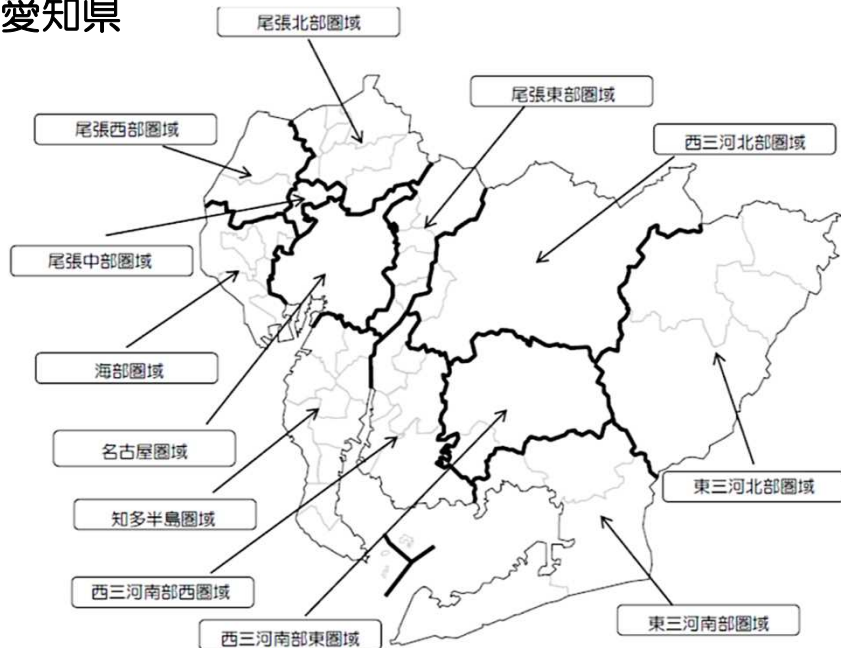 愛知県
尾張北部圏域
尾張東部圏域
尾張西部圏域
西三河北部圏域
尾張中部圏域
海部圏域
名古屋圏域
東三河北部圏域
知多半島圏域
西三河南部西圏域
東三河南部圏域
西三河南部東圏域